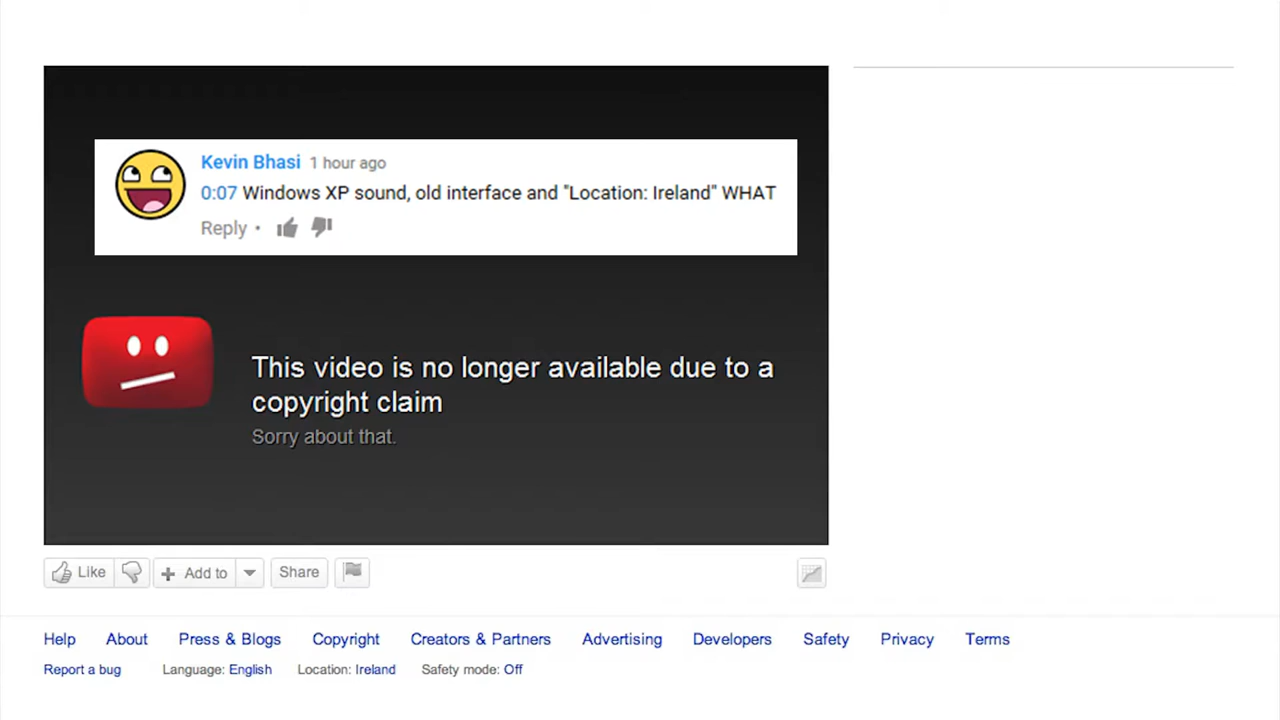 Kevin Bhasi 1 hour ago
0:07 Windows XP sound, old interface and "Location: Ireland" WHAT
Reply •
This video is no longer available due to a
copyright claim
Sorry about that.
Like + Add to Share
Help About Press & Blogs Copyright Creators & Partners Advertising Developers Safety Privacy Terms
Report a bug Language: English Location: Ireland Safety mode: Off